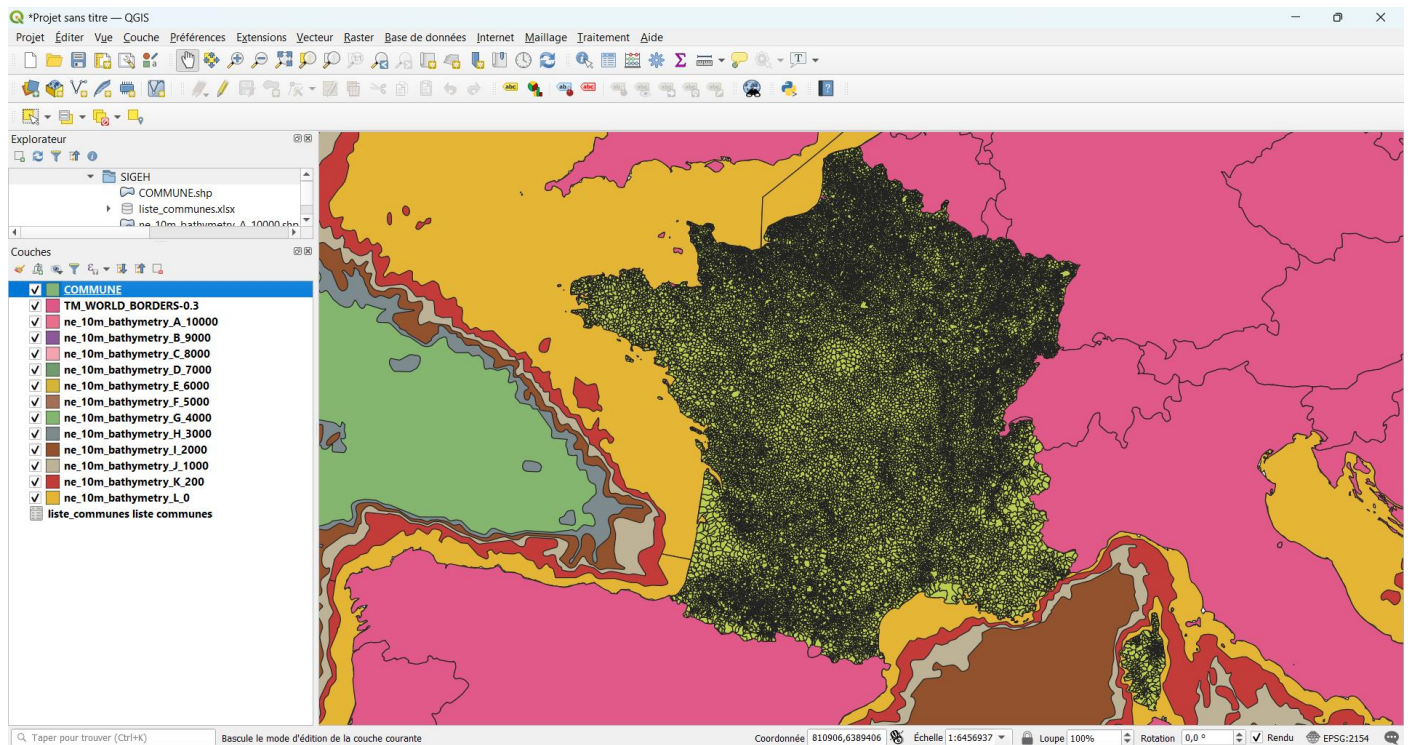 *Projet sans titre — QGIS
Projet Éditer Vue Couche Préférences Extensions Vecteur Raster Base de données Internet Maillage Traitement Aide
Explorateur
SIGEH
COMMUNE.shp
liste_communes.xlsx
ne_10m_bathymetry_A_10000.shp
Couches
COMMUNE
TM_WORLD_BORDERS-0.3
ne_10m_bathymetry_A_10000
ne_10m_bathymetry_B_9000
ne_10m_bathymetry_C_8000
ne_10m_bathymetry_D_7000
ne_10m_bathymetry_E_6000
ne_10m_bathymetry_F_5000
ne_10m_bathymetry_G_4000
ne_10m_bathymetry_H_3000
ne_10m_bathymetry_I_2000
ne_10m_bathymetry_J_1000
ne_10m_bathymetry_K_200
ne_10m_bathymetry_L_0
liste_communes liste communes
Taper pour trouver (Ctrl+K) Bascule le mode d'édition de la couche courante Coordonnée 810906,6389406 Échelle 1:6456937 Loupe 100% Rotation 0,0 ° Rendu EPSG:2154